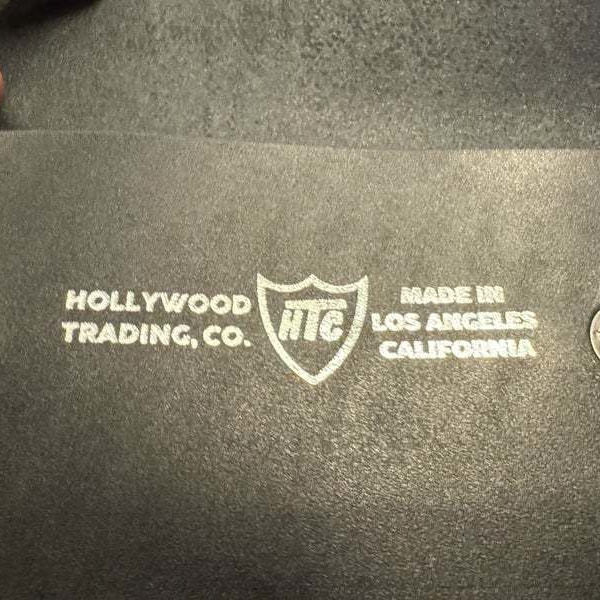 HOLLYWOOD
TRADING, CO.
HTC
MADE IN
LOS ANGELES
CALIFORNIA